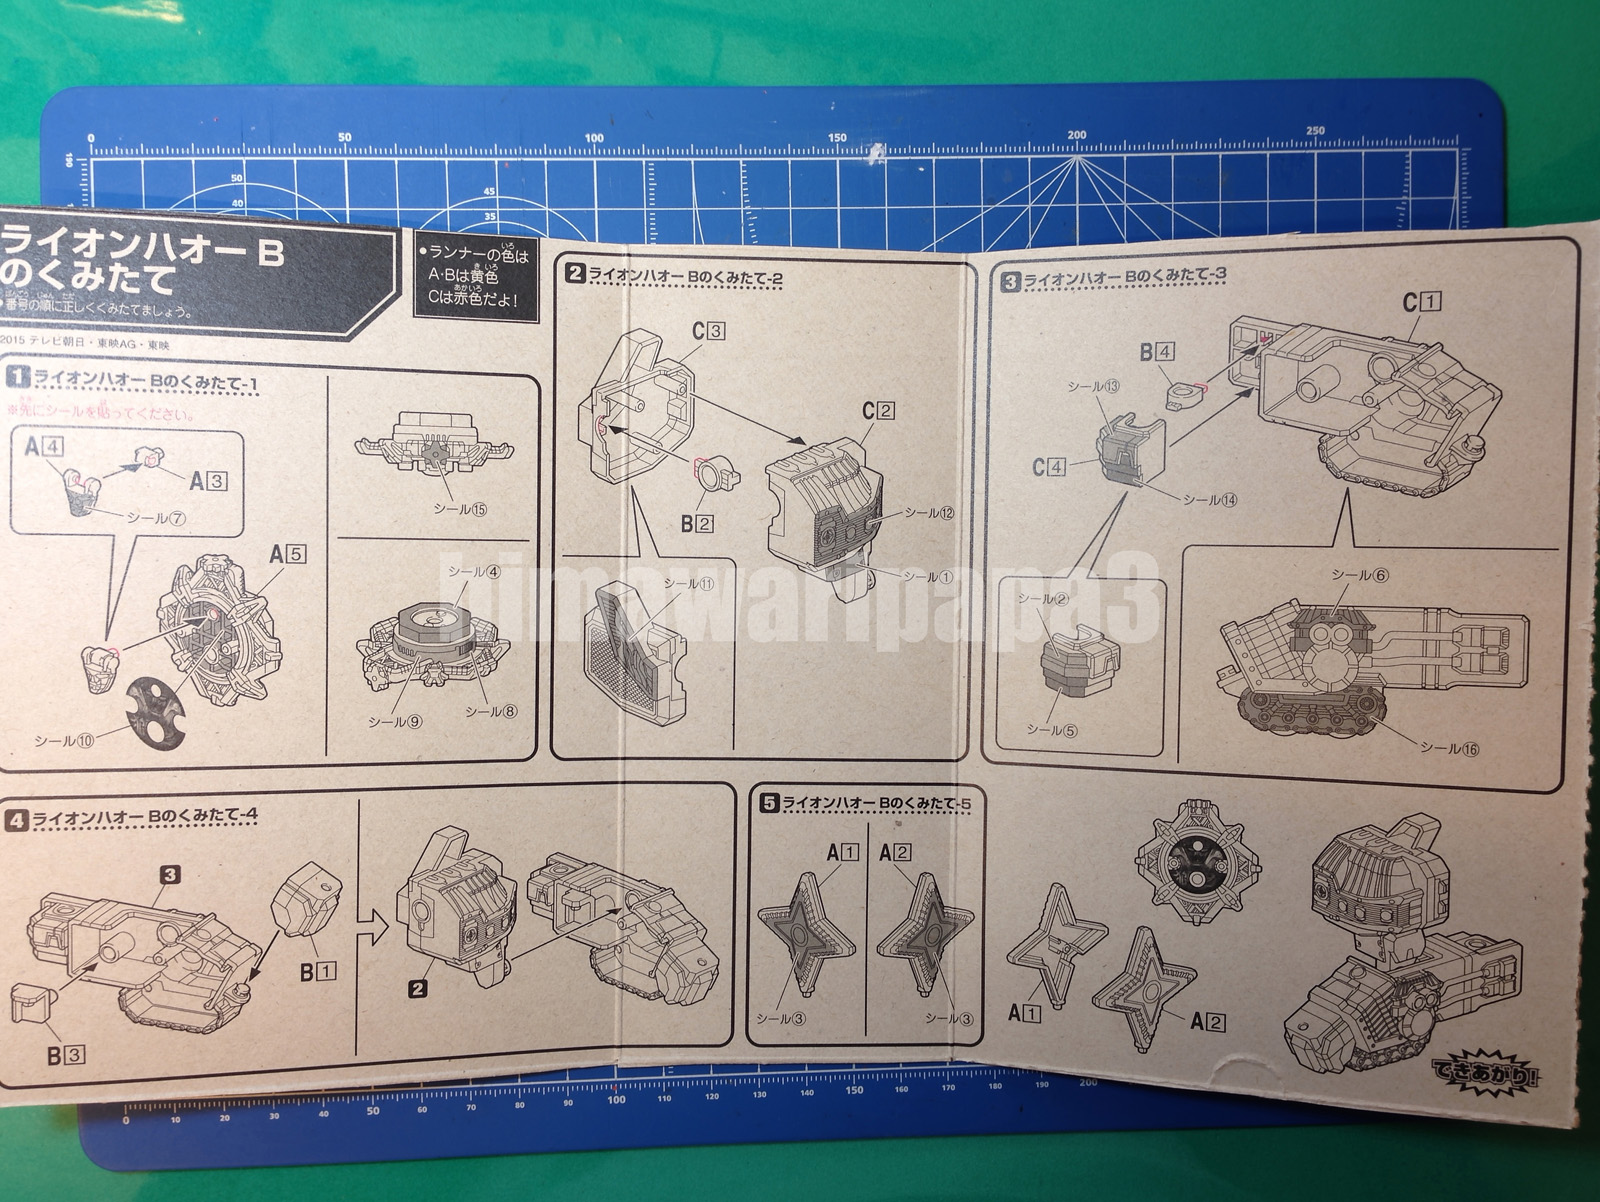 0 50 100 150 200 250
190
50
40
45
35
ライオンハオー B
のくみたて
番号の順に正しくくみたてましょう。
2015 テレビ朝日・東映AG・東映
●ランナーの色は
A・Bは黄色
Cは赤色だよ!
1 ライオンハオー Bのくみたて-1
※先にシールを貼ってください。
A4
A3
シール⑦
A5
シール⑩
シール⑮
シール④
シール⑨
シール⑧
2 ライオンハオー Bのくみたて-2
C3
C2
B2
シール⑫
シール①
シール⑪
3 ライオンハオー Bのくみたて-3
C1
B4
シール⑬
C4
シール⑭
シール②
シール⑤
シール⑥
シール⑯
himawaripapa3
4 ライオンハオー Bのくみたて-4
3
B1
B3
2
5 ライオンハオー Bのくみたて-5
A1 A2
シール③ シール③
A1
A2
できあがり!
0 10 20 30 40 50 60 70 80 90 100 110 120 130 140 150 160 170 180 190 200